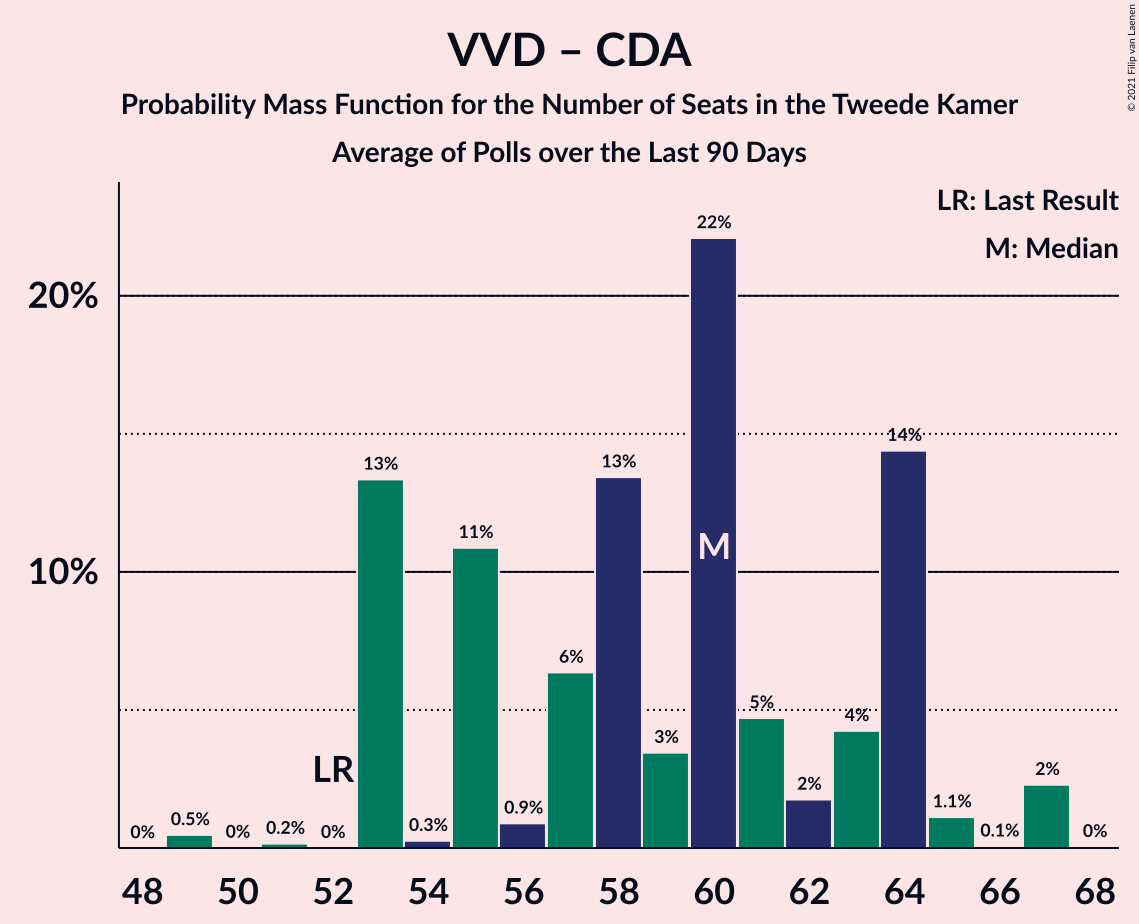 VVD – CDA
Probability Mass Function for the Number of Seats in the Tweede Kamer
Average of Polls over the Last 90 Days
© 2021 Filip van Laenen
LR: Last Result
M: Median
20%
10%
0%
0.5%
0%
0.2%
0%
LR
13%
0.3%
11%
0.9%
6%
13%
3%
22%
M
5%
2%
4%
14%
1.1%
0.1%
2%
0%
48 50 52 54 56 58 60 62 64 66 68